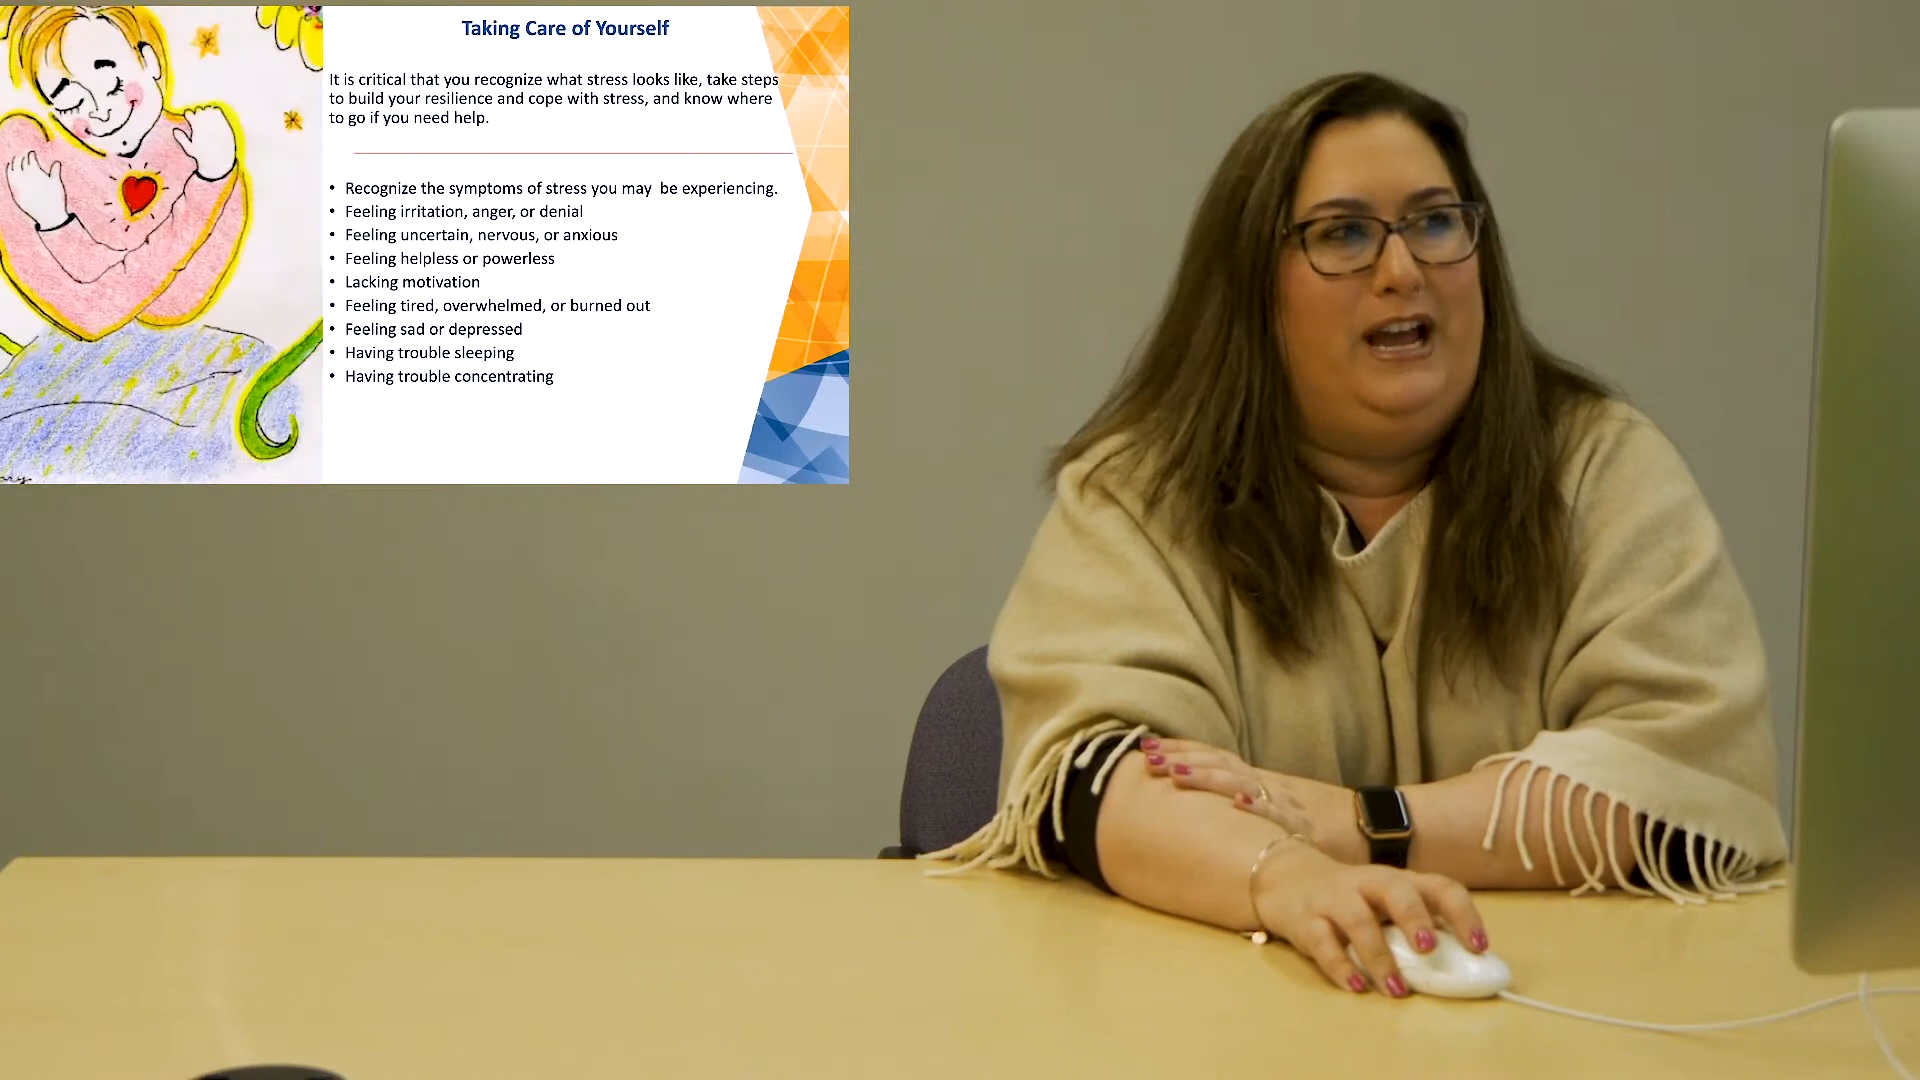 Taking Care of Yourself
It is critical that you recognize what stress looks like, take steps
to build your resilience and cope with stress, and know where
to go if you need help.
• Recognize the symptoms of stress you may  be experiencing.
• Feeling irritation, anger, or denial
• Feeling uncertain, nervous, or anxious
• Feeling helpless or powerless
• Lacking motivation
• Feeling tired, overwhelmed, or burned out
• Feeling sad or depressed
• Having trouble sleeping
• Having trouble concentrating